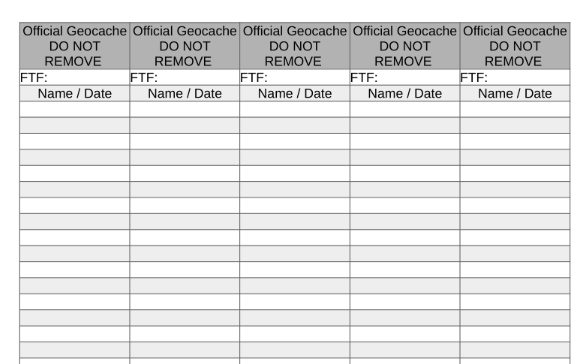 Official Geocache Official Geocache Official Geocache Official Geocache Official Geocache
DO NOT DO NOT DO NOT DO NOT DO NOT
REMOVE REMOVE REMOVE REMOVE REMOVE
FTF: FTF: FTF: FTF: FTF:
Name / Date Name / Date Name / Date Name / Date Name / Date